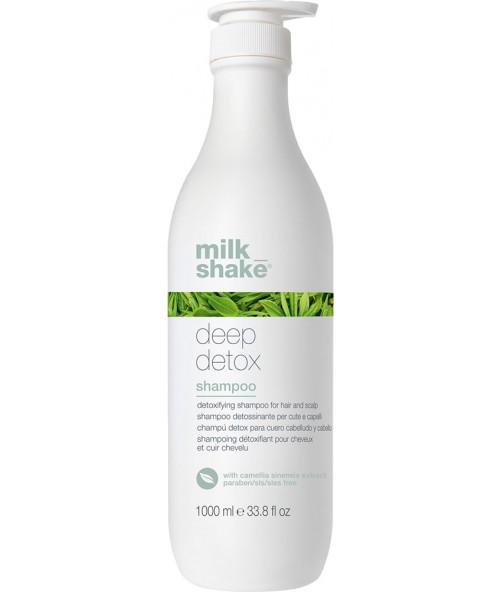 milk_
shake®
deep
detox
shampoo
detoxifying shampoo for hair and scalp
shampoo detossinante per cute e capelli
champú detox para cuero cabelludo y cabello
shampoing détoxifiant pour cheveux
et cuir chevelu
with camellia sinensis extract
paraben/sls/sles free
1000 ml e 33.8 fl oz